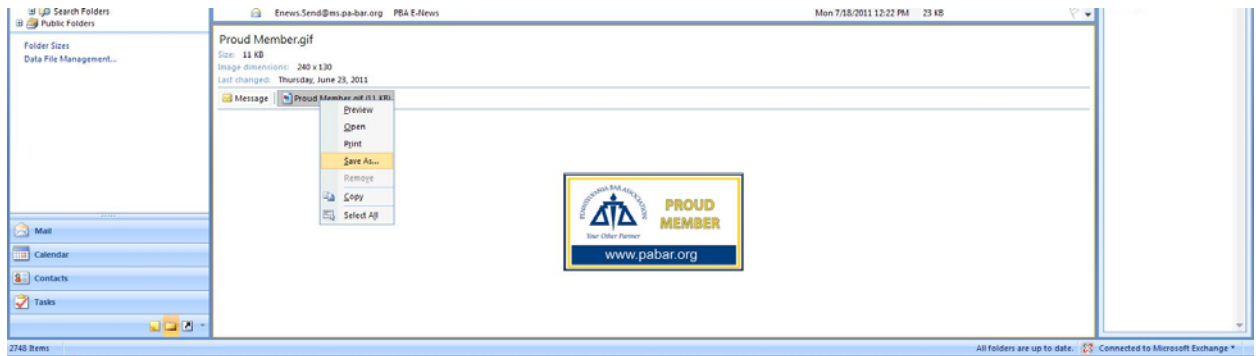 Search Folders
Public Folders
Folder Sizes
Data File Management...
Mail
Calendar
Contacts
Tasks
Enews.Send@ms.pa-bar.org PBA E-News Mon 7/18/2011 12:22 PM 23 KB
Proud Member.gif
Size: 11 KB
Image dimensions: 240 x 130
Last changed: Thursday, June 23, 2011
Message Proud Member.gif (11 KB)
Preview
Open
Print
Save As...
Remove
Copy
Select All
PENNSYLVANIA BAR ASSOCIATION
Your Other Partner
PROUD
MEMBER
www.pabar.org
2748 Items All folders are up to date. Connected to Microsoft Exchange